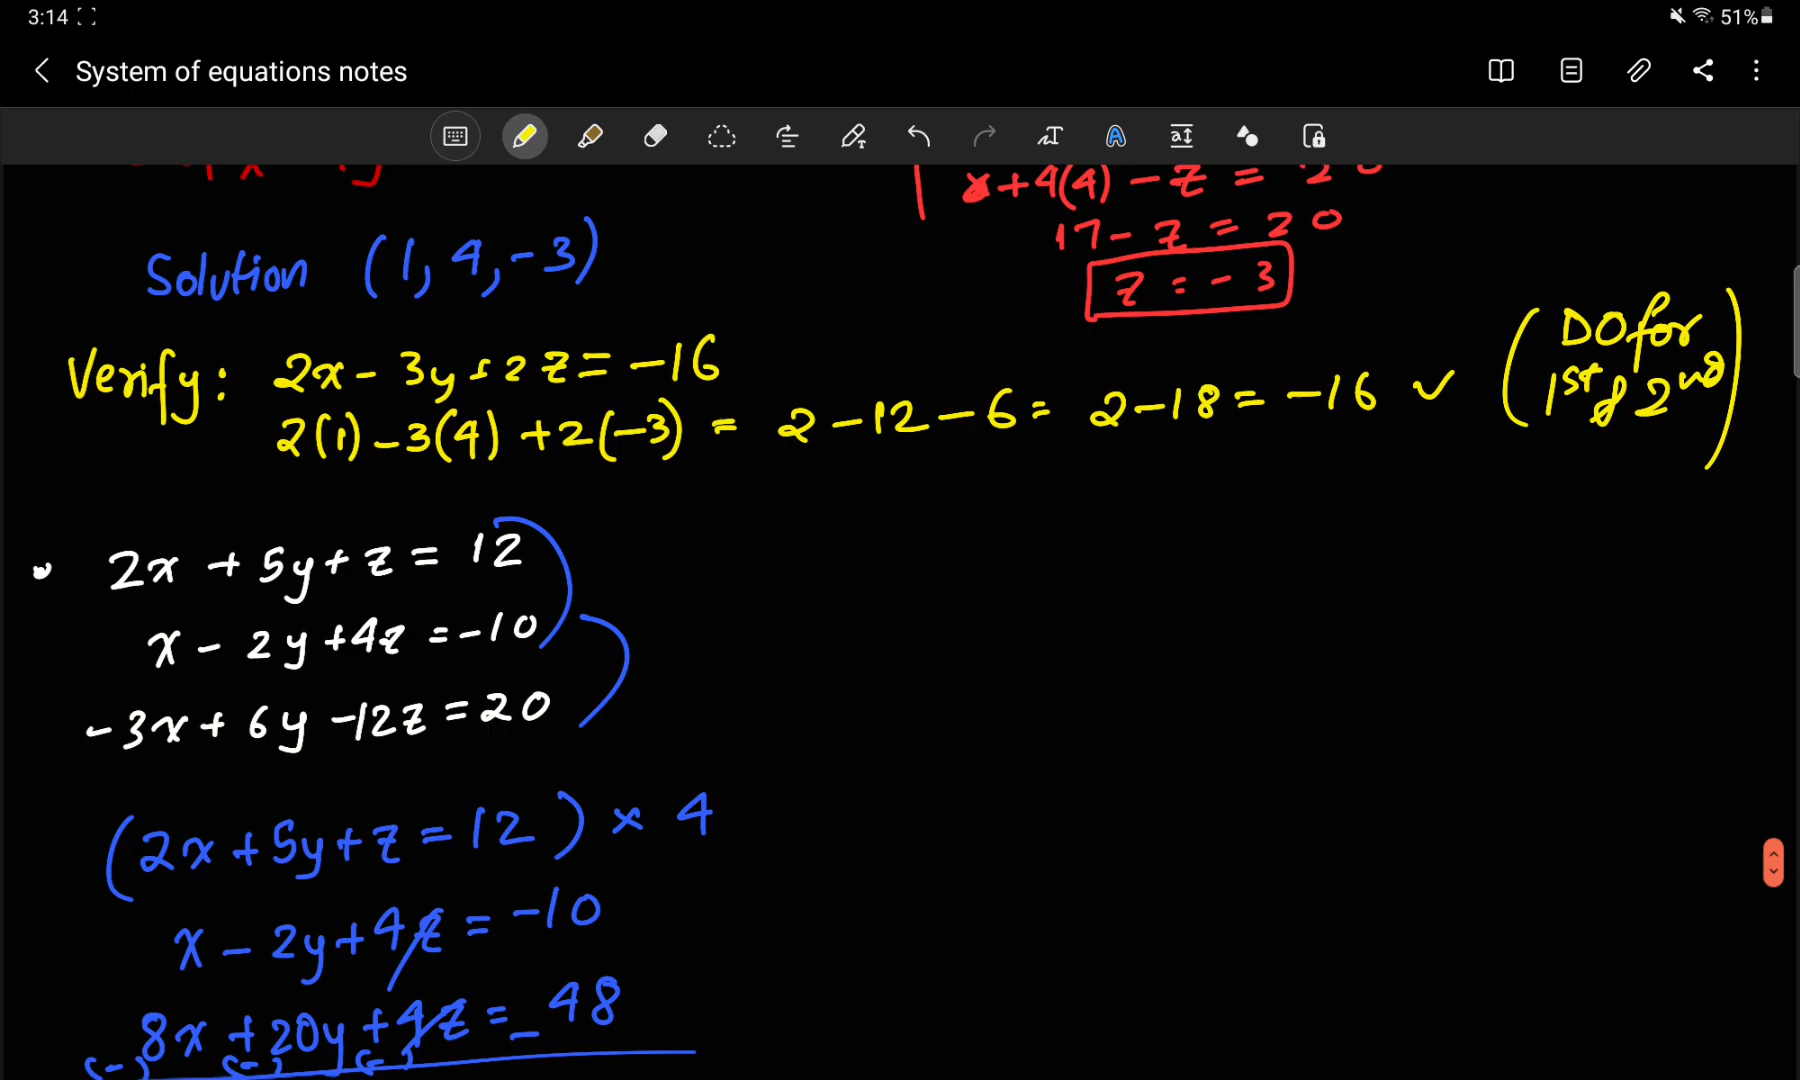 3:14
51%
System of equations notes
x+4(4) - z = 20
17 - z = 20
z = -3
Solution (1, 4, -3)
Verify: 2x - 3y + 2z = -16
2(1) - 3(4) + 2(-3) = 2 - 12 - 6 = 2 - 18 = -16 ✓
(DO for
1st & 2nd)
• 2x + 5y + z = 12
x - 2y + 4z = -10
-3x + 6y - 12z = 20
(2x + 5y + z = 12) × 4
x - 2y + 4z = -10
8x + 20y + 4z = _ 48
(-) (-) (-)